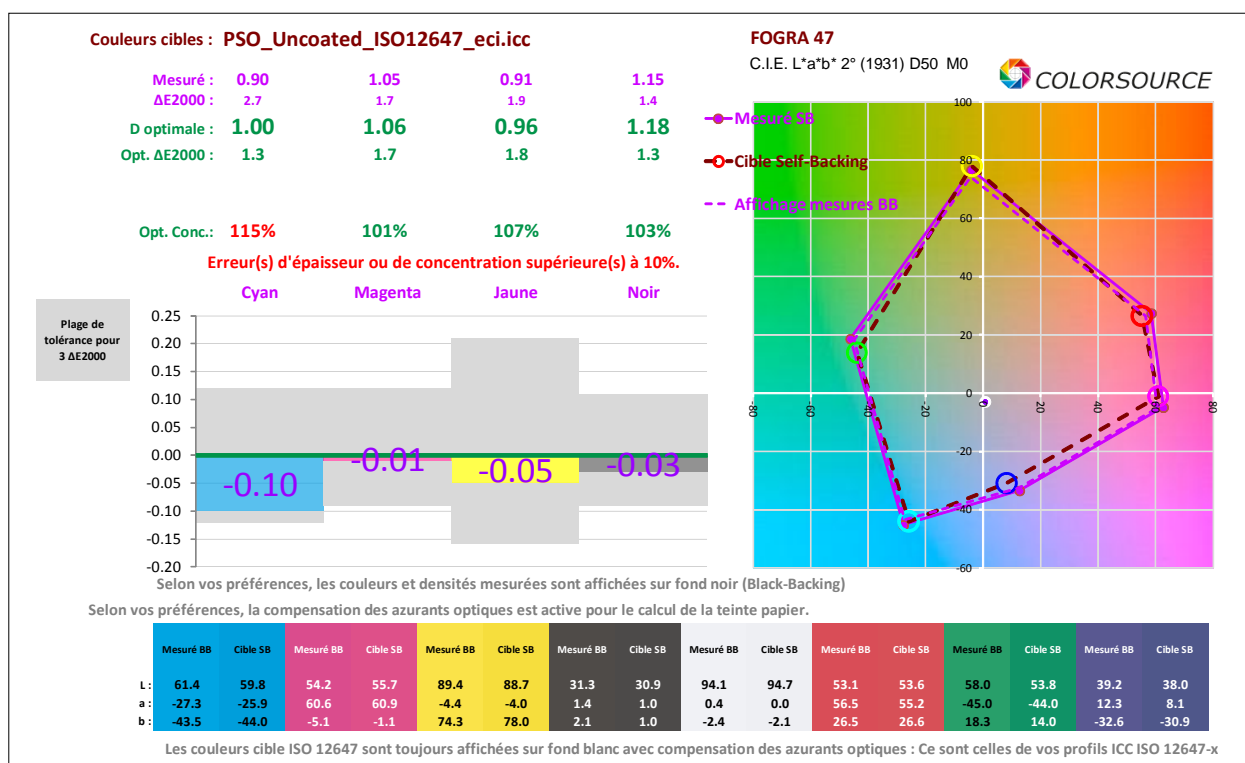 Couleurs cibles : PSO_Uncoated_ISO12647_eci.icc
Mesuré : 0.90 1.05 0.91 1.15
ΔE2000 : 2.7 1.7 1.9 1.4
D optimale : 1.00 1.06 0.96 1.18
Opt. ΔE2000 : 1.3 1.7 1.8 1.3
Opt. Conc.: 115% 101% 107% 103%
Erreur(s) d'épaisseur ou de concentration supérieure(s) à 10%.
Cyan Magenta Jaune Noir
Plage de
tolérance pour
3 ΔE2000
0.25
0.20
0.15
0.10
0.05
0.00
-0.05
-0.10
-0.15
-0.20
-0.10 -0.01 -0.05 -0.03
FOGRA 47
C.I.E. L*a*b* 2° (1931) D50 M0
COLORSOURCE
Mesuré SB
Cible Self-Backing
Affichage mesures BB
100
80
60
40
20
0
-20
-40
-60
-80 -60 -40 -20 0 20 40 60 80
Selon vos préférences, les couleurs et densités mesurées sont affichées sur fond noir (Black-Backing)
Selon vos préférences, la compensation des azurants optiques est active pour le calcul de la teinte papier.
Mesuré BB Cible SB Mesuré BB Cible SB Mesuré BB Cible SB Mesuré BB Cible SB Mesuré BB Cible SB Mesuré BB Cible SB Mesuré BB Cible SB Mesuré BB Cible SB
L : 61.4 59.8 54.2 55.7 89.4 88.7 31.3 30.9 94.1 94.7 53.1 53.6 58.0 53.8 39.2 38.0
a : -27.3 -25.9 60.6 60.9 -4.4 -4.0 1.4 1.0 0.4 0.0 56.5 55.2 -45.0 -44.0 12.3 8.1
b : -43.5 -44.0 -5.1 -1.1 74.3 78.0 2.1 1.0 -2.4 -2.1 26.5 26.6 18.3 14.0 -32.6 -30.9
Les couleurs cible ISO 12647 sont toujours affichées sur fond blanc avec compensation des azurants optiques : Ce sont celles de vos profils ICC ISO 12647-x